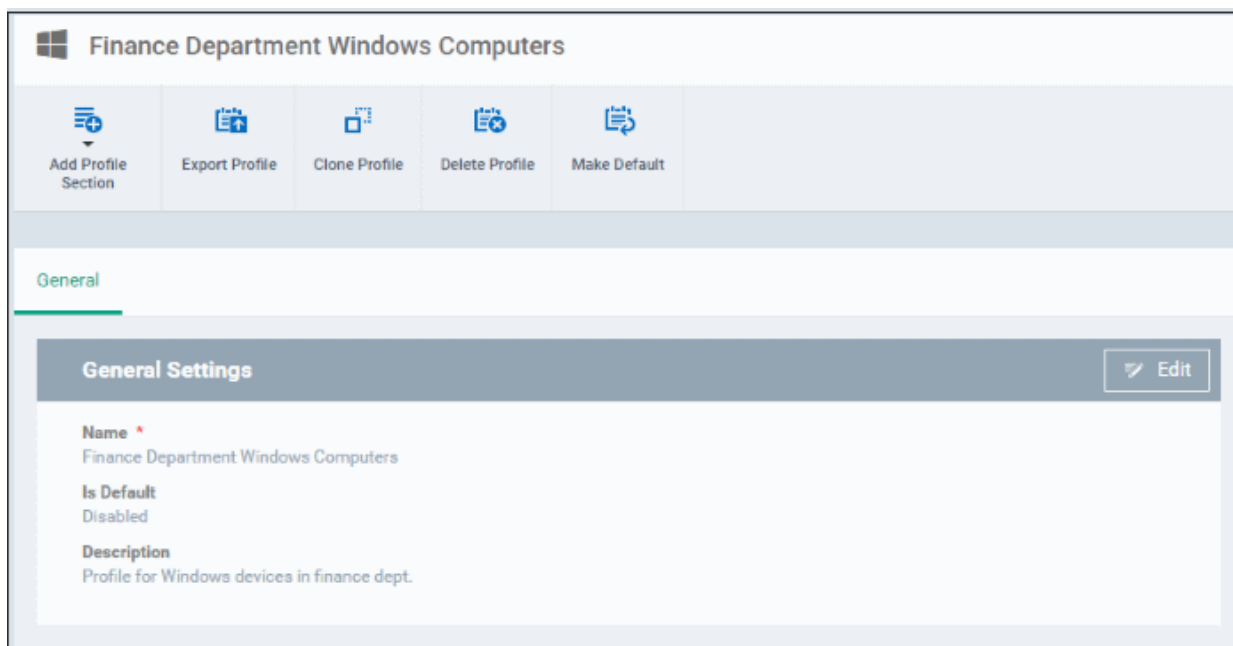 Finance Department Windows Computers
Add Profile
Section
Export Profile
Clone Profile
Delete Profile
Make Default
General
General Settings
Edit
Name *
Finance Department Windows Computers
Is Default
Disabled
Description
Profile for Windows devices in finance dept.